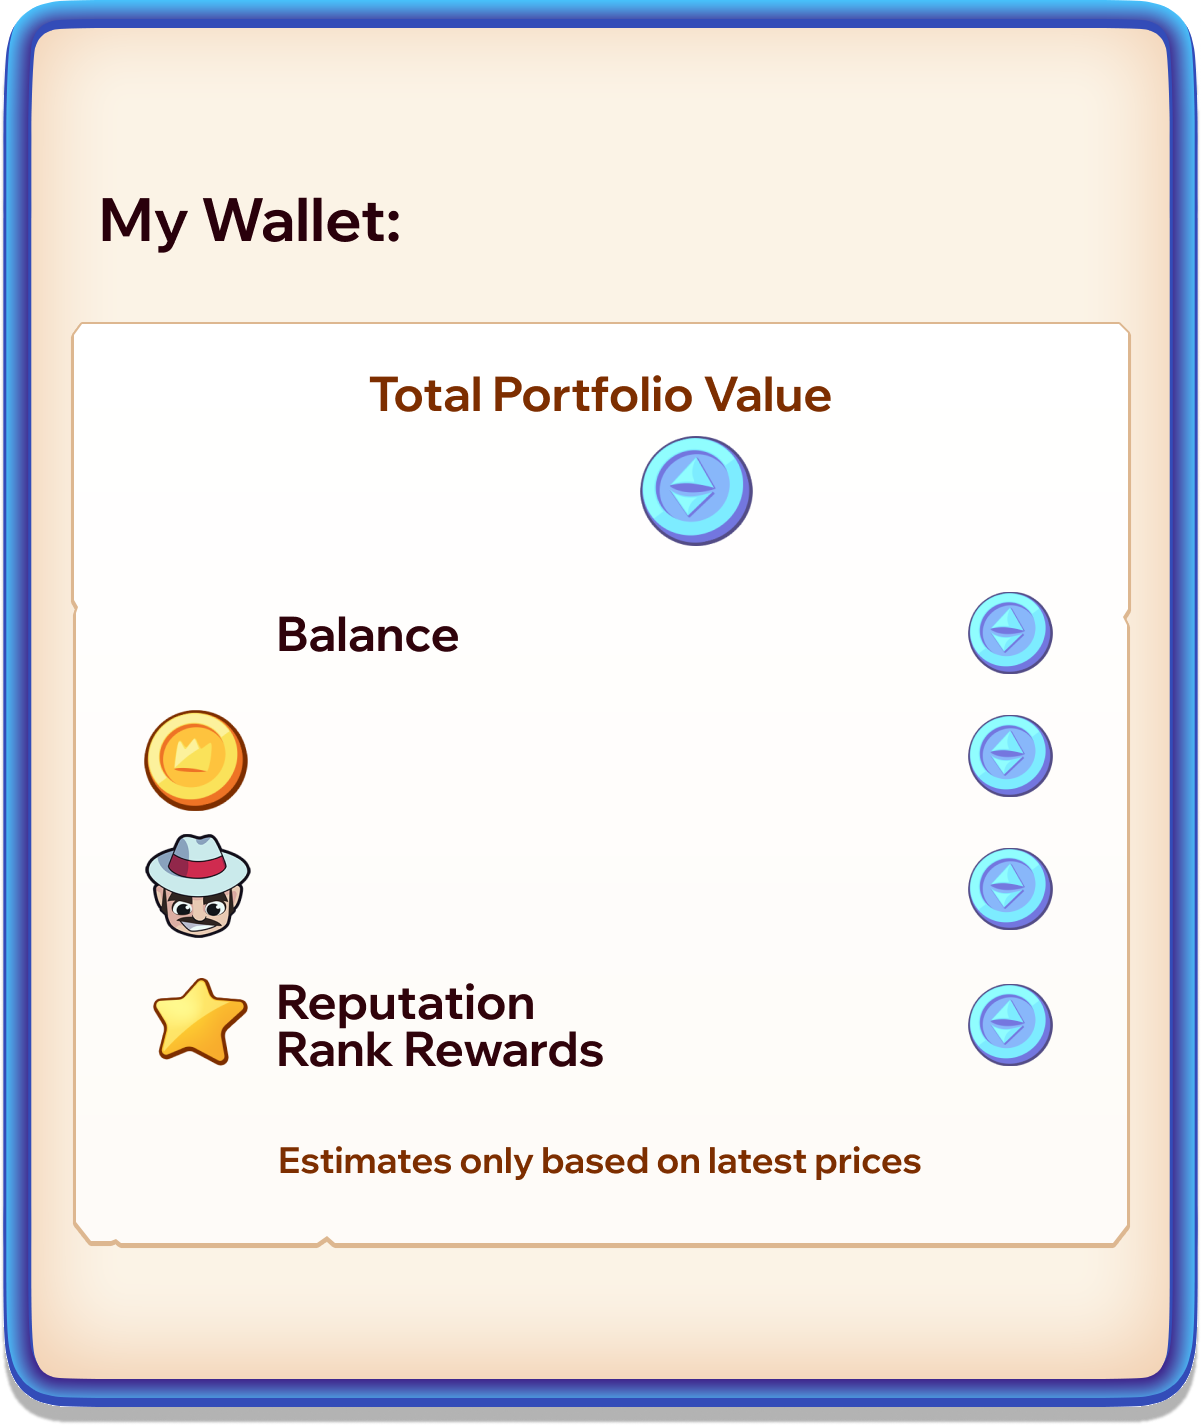 My Wallet:
Total Portfolio Value
Balance
Reputation
Rank Rewards
Estimates only based on latest prices